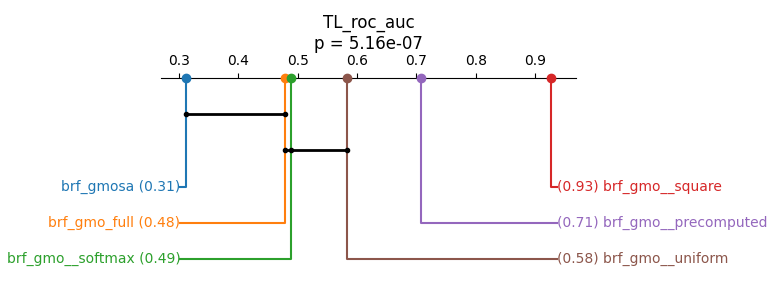 TL_roc_auc
p = 5.16e-07
0.3 0.4 0.5 0.6 0.7 0.8 0.9
brf_gmosa (0.31) (0.93) brf_gmo__square
brf_gmo_full (0.48) (0.71) brf_gmo__precomputed
brf_gmo__softmax (0.49) (0.58) brf_gmo__uniform